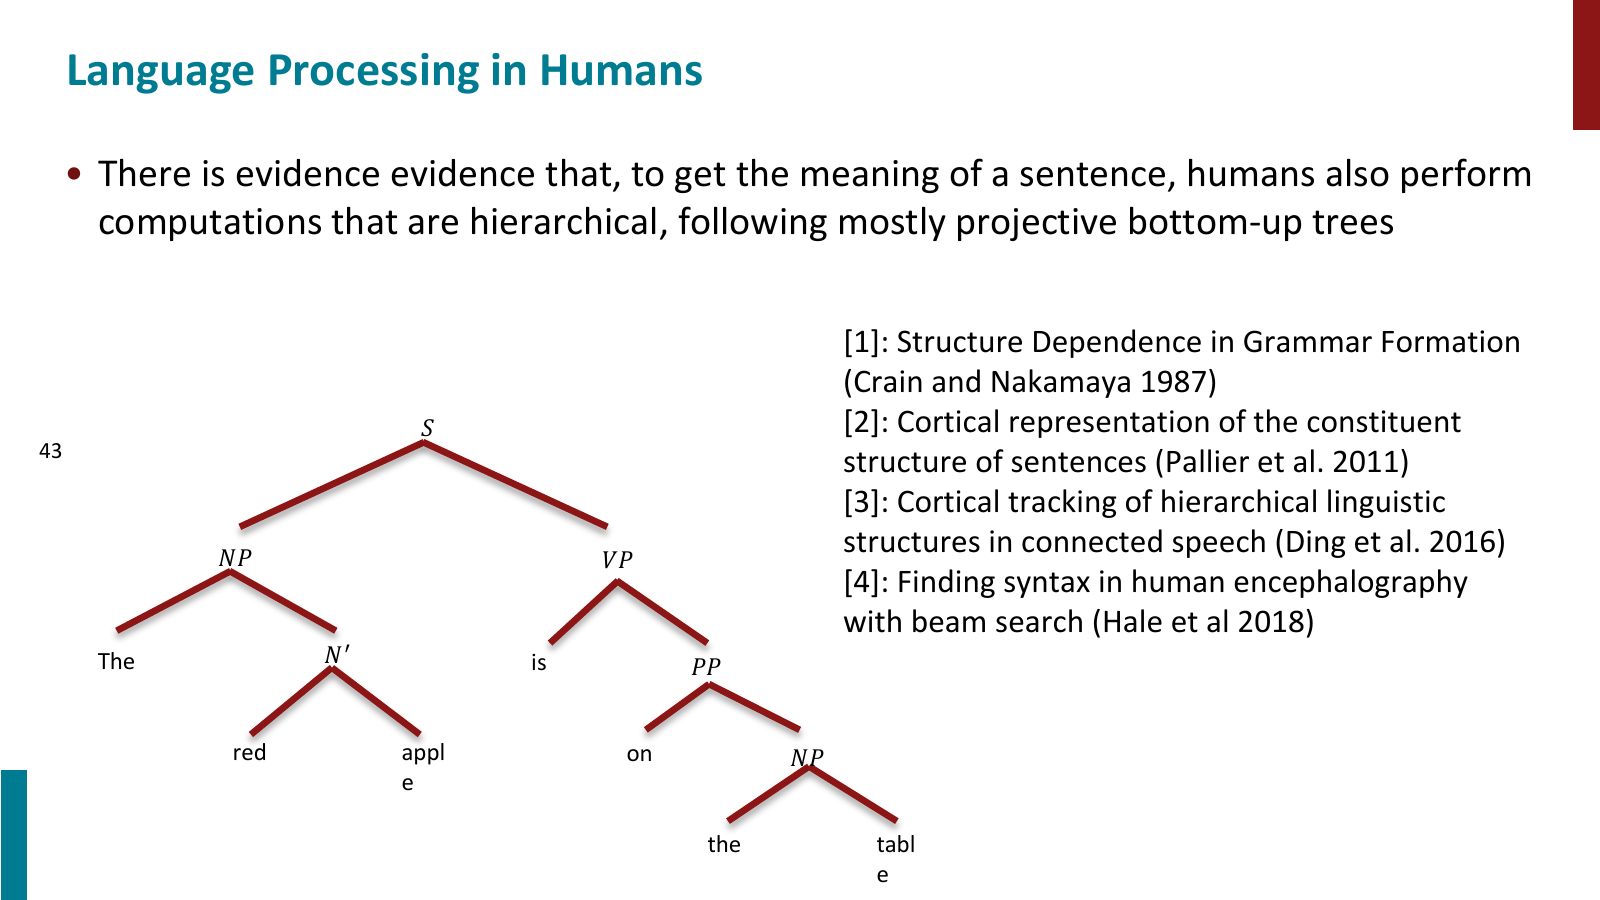 Language Processing in Humans
• There is evidence evidence that, to get the meaning of a sentence, humans also perform
computations that are hierarchical, following mostly projective bottom-up trees
[1]: Structure Dependence in Grammar Formation
(Crain and Nakamaya 1987)
[2]: Cortical representation of the constituent
structure of sentences (Pallier et al. 2011)
[3]: Cortical tracking of hierarchical linguistic
structures in connected speech (Ding et al. 2016)
[4]: Finding syntax in human encephalography
with beam search (Hale et al 2018)
43
S
NP VP
The N′ is PP
red appl
e
on NP
the tabl
e